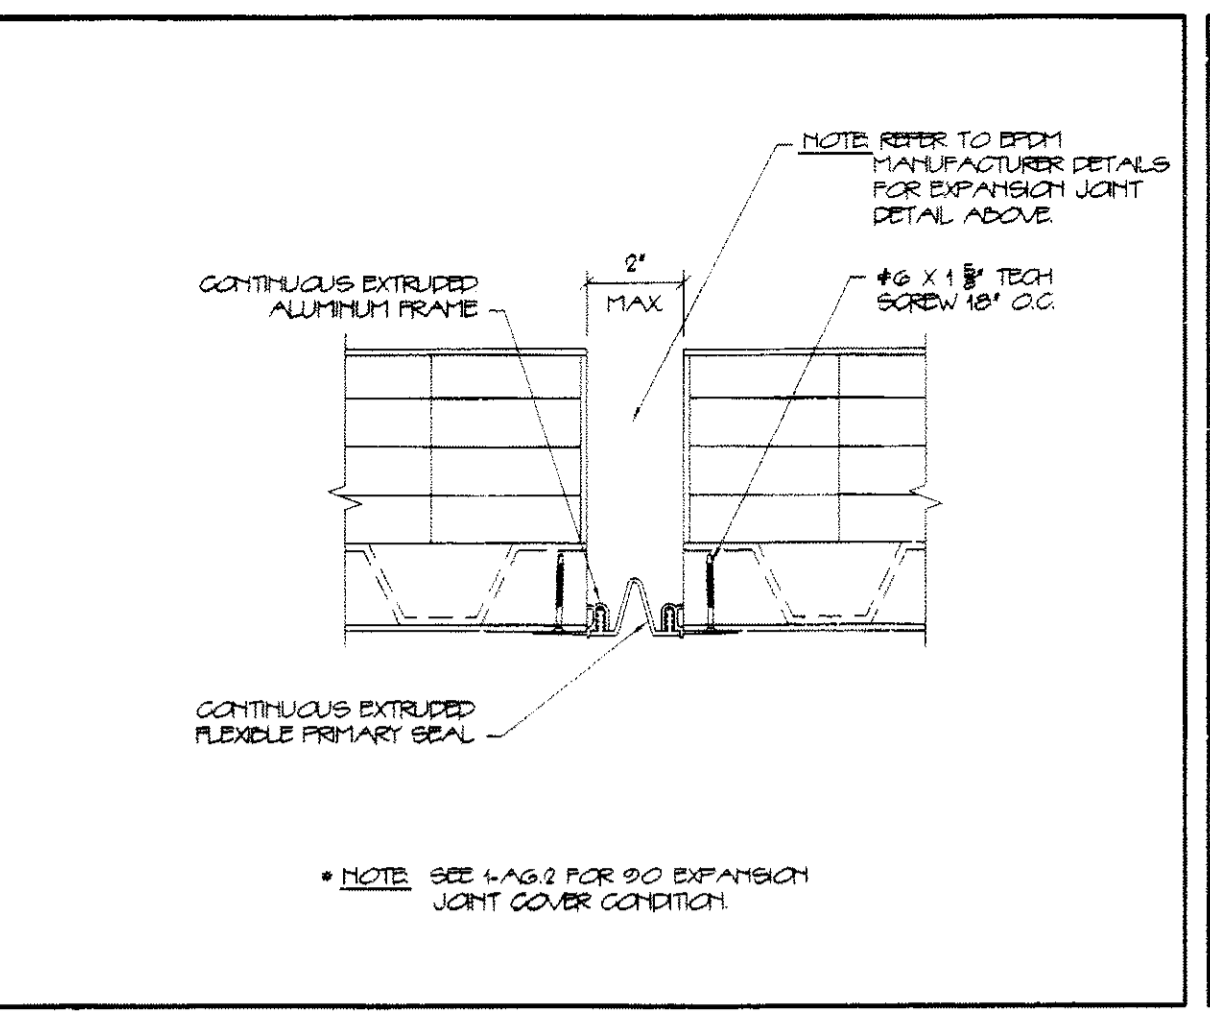 NOTE: REFER TO EPDM
MANUFACTURER DETAILS
FOR EXPANSION JOINT
DETAIL ABOVE.
2"
MAX
CONTINUOUS EXTRUDED
ALUMINUM FRAME
#6 X 1 5/8" TECH
SCREW 18" O.C.
CONTINUOUS EXTRUDED
FLEXIBLE PRIMARY SEAL
* NOTE: SEE 1-A6.2 FOR 90 EXPANSION
JOINT COVER CONDITION.